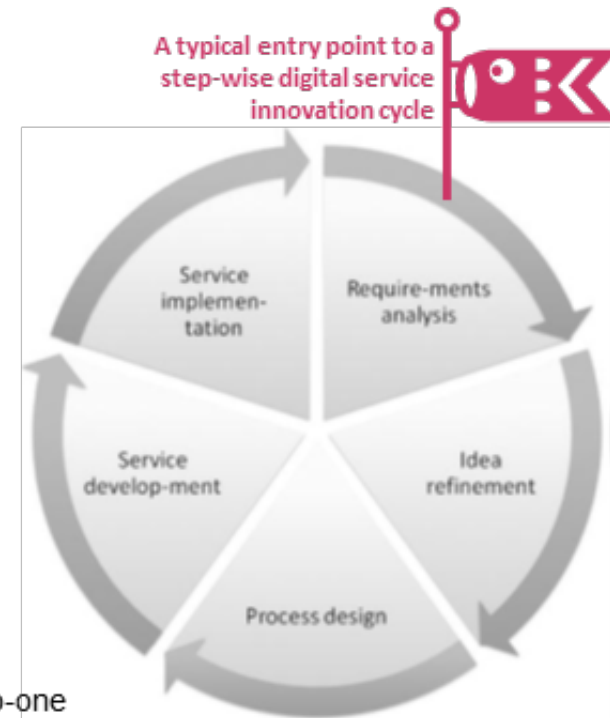 A typical entry point to a
step-wise digital service
innovation cycle
Service
implemen-
tation
Require-ments
analysis
Service
develop-ment
Idea
refinement
Process design
-one